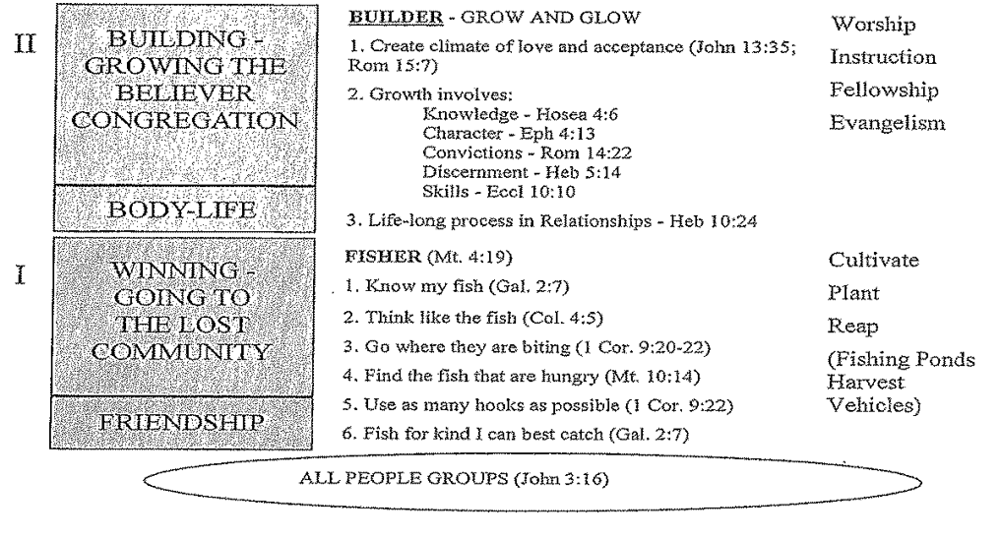 II
BUILDING -
GROWING THE
BELIEVER
CONGREGATION
BODY-LIFE
BUILDER - GROW AND GLOW
1. Create climate of love and acceptance (John 13:35;
Rom 15:7)
2. Growth involves:
Knowledge - Hosea 4:6
Character - Eph 4:13
Convictions - Rom 14:22
Discernment - Heb 5:14
Skills - Eccl 10:10
3. Life-long process in Relationships - Heb 10:24
Worship
Instruction
Fellowship
Evangelism
I
WINNING -
GOING TO
THE LOST
COMMUNITY
FRIENDSHIP
FISHER (Mt. 4:19)
1. Know my fish (Gal. 2:7)
2. Think like the fish (Col. 4:5)
3. Go where they are biting (1 Cor. 9:20-22)
4. Find the fish that are hungry (Mt. 10:14)
5. Use as many hooks as possible (1 Cor. 9:22)
6. Fish for kind I can best catch (Gal. 2:7)
Cultivate
Plant
Reap
(Fishing Ponds
Harvest
Vehicles)
ALL PEOPLE GROUPS (John 3:16)